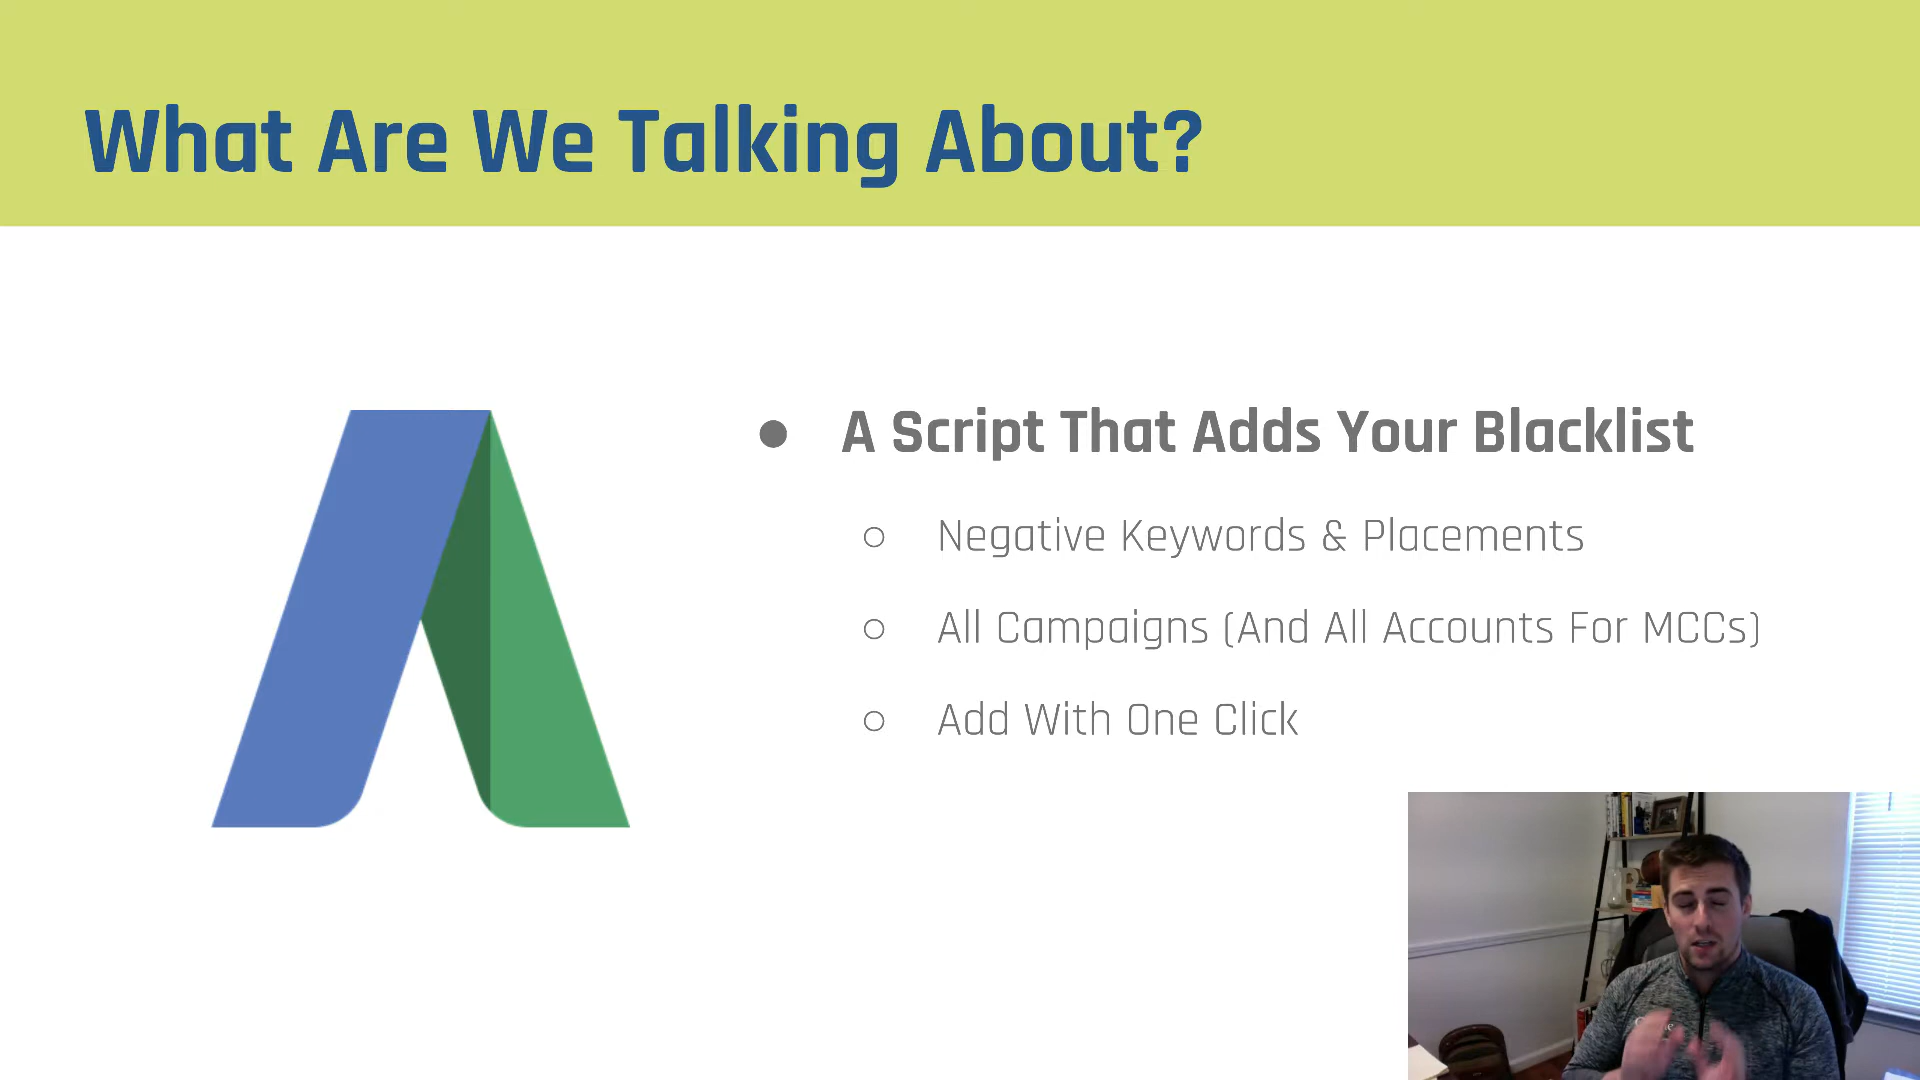 What Are We Talking About?
● A Script That Adds Your Blacklist
○ Negative Keywords & Placements
○ All Campaigns (And All Accounts For MCCs)
○ Add With One Click